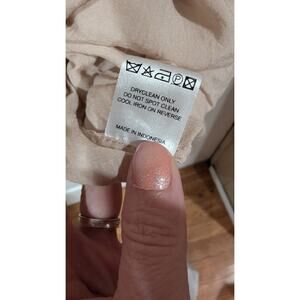 DRYCLEAN ONLY
DO NOT SPOT CLEAN
COOL IRON ON REVERSE
MADE IN INDONESIA